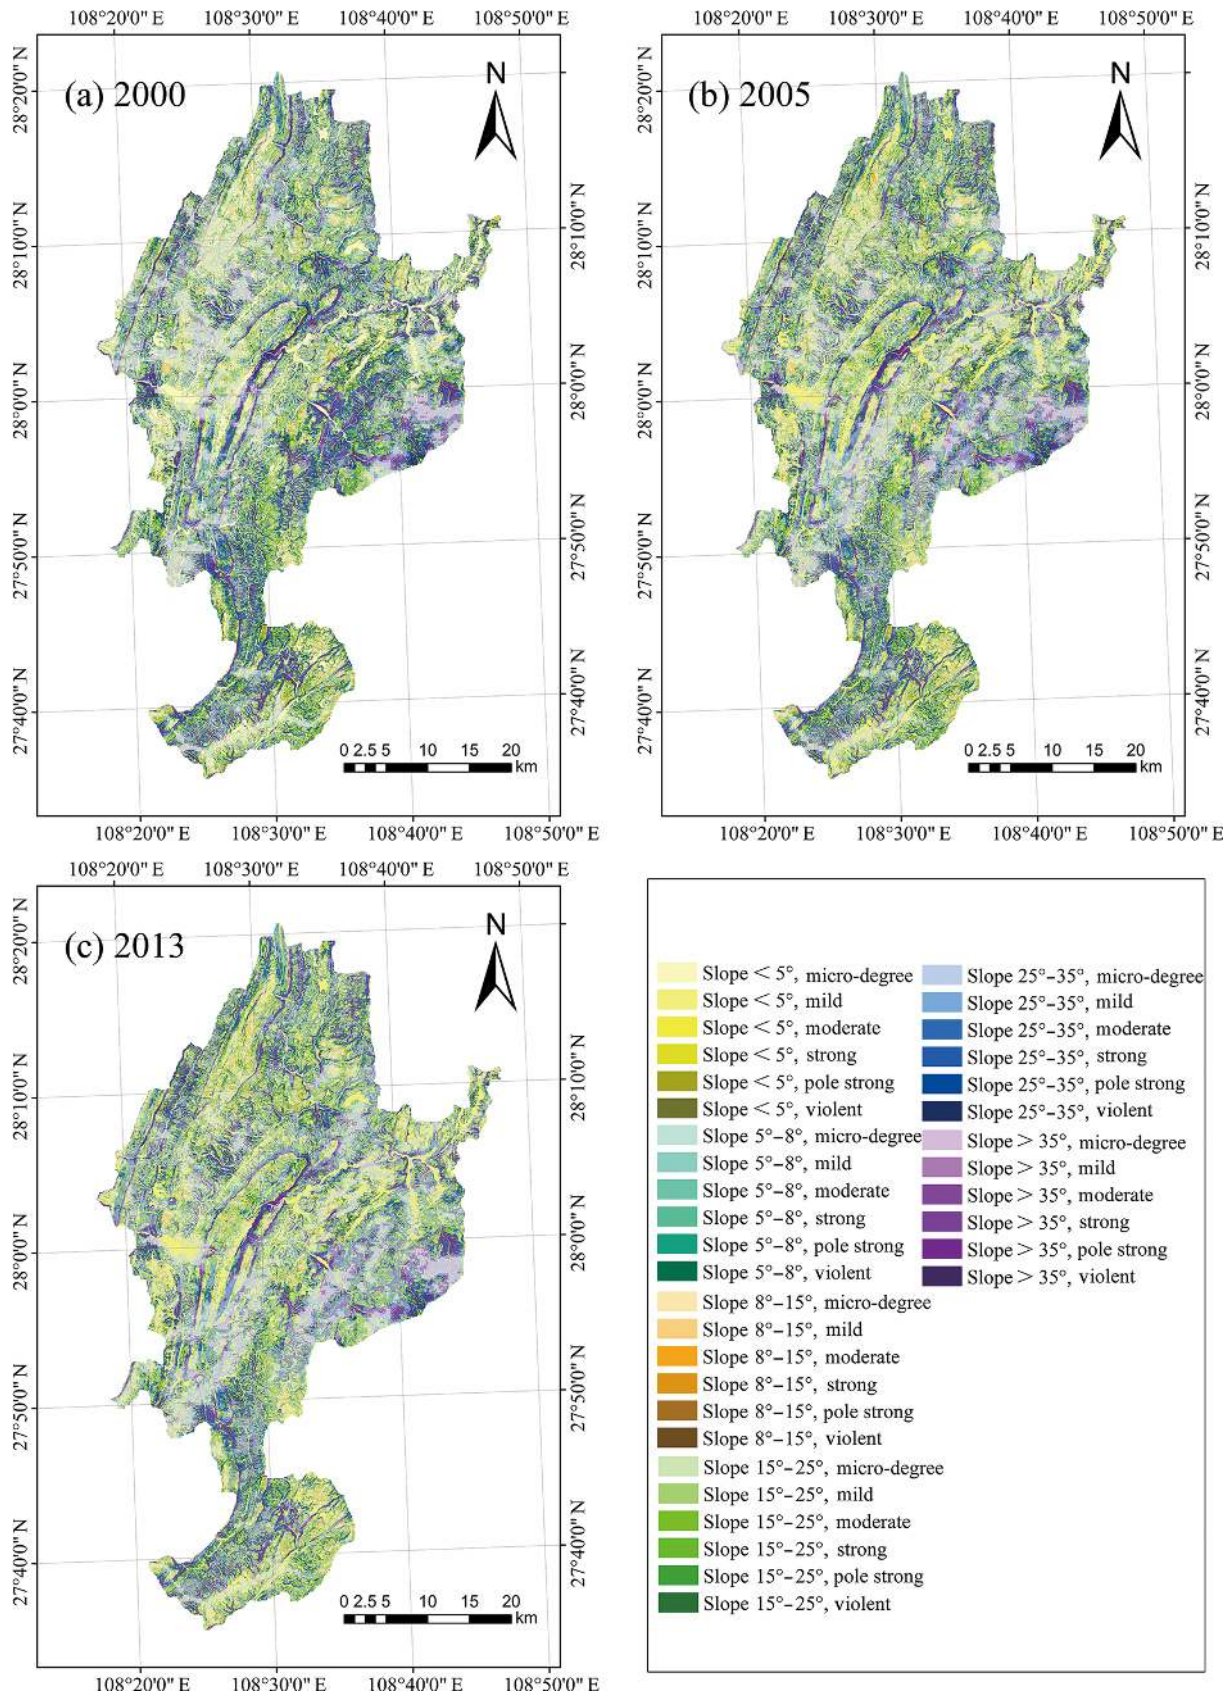 108°20'0" E 108°30'0" E 108°40'0" E 108°50'0" E
108°20'0" E 108°30'0" E 108°40'0" E 108°50'0" E
(a) 2000
N
28°20'0" N
28°10'0" N
28°0'0" N
27°50'0" N
27°40'0" N
28°10'0" N
28°0'0" N
27°50'0" N
27°40'0" N
0 2.5 5 10 15 20
km
108°20'0" E 108°30'0" E 108°40'0" E 108°50'0" E
(b) 2005
N
28°20'0" N
28°10'0" N
28°0'0" N
27°50'0" N
27°40'0" N
28°10'0" N
28°0'0" N
27°50'0" N
27°40'0" N
0 2.5 5 10 15 20
km
108°20'0" E 108°30'0" E 108°40'0" E 108°50'0" E
108°20'0" E 108°30'0" E 108°40'0" E 108°50'0" E
(c) 2013
N
28°20'0" N
28°10'0" N
28°0'0" N
27°50'0" N
27°40'0" N
28°10'0" N
28°0'0" N
27°50'0" N
27°40'0" N
0 2.5 5 10 15 20
km
108°20'0" E 108°30'0" E 108°40'0" E 108°50'0" E
Slope < 5°, micro-degree
Slope < 5°, mild
Slope < 5°, moderate
Slope < 5°, strong
Slope < 5°, pole strong
Slope < 5°, violent
Slope 5°–8°, micro-degree
Slope 5°–8°, mild
Slope 5°–8°, moderate
Slope 5°–8°, strong
Slope 5°–8°, pole strong
Slope 5°–8°, violent
Slope 8°–15°, micro-degree
Slope 8°–15°, mild
Slope 8°–15°, moderate
Slope 8°–15°, strong
Slope 8°–15°, pole strong
Slope 8°–15°, violent
Slope 15°–25°, micro-degree
Slope 15°–25°, mild
Slope 15°–25°, moderate
Slope 15°–25°, strong
Slope 15°–25°, pole strong
Slope 15°–25°, violent
Slope 25°–35°, micro-degree
Slope 25°–35°, mild
Slope 25°–35°, moderate
Slope 25°–35°, strong
Slope 25°–35°, pole strong
Slope 25°–35°, violent
Slope > 35°, micro-degree
Slope > 35°, mild
Slope > 35°, moderate
Slope > 35°, strong
Slope > 35°, pole strong
Slope > 35°, violent